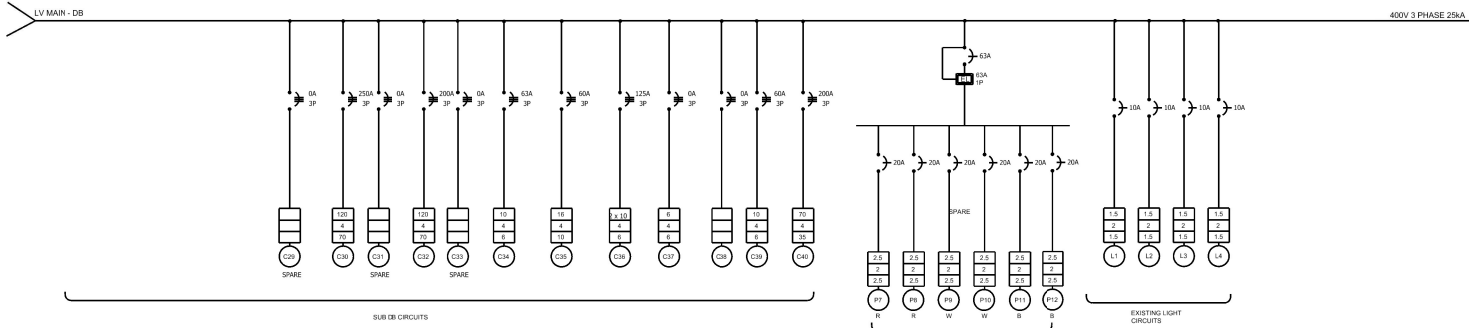 LV MAIN - DB
400V 3 PHASE 25kA
63A
63A
1P
0A
3P
250A
3P
0A
3P
200A
3P
0A
3P
63A
3P
60A
3P
125A
3P
0A
3P
0A
3P
60A
3P
200A
3P
10A
10A
10A
10A
20A
20A
20A
20A
20A
20A
SPARE
120
4
70
120
4
70
10
4
6
16
4
10
2 x 10
4
6
6
4
6
10
4
6
70
4
35
1.5
2
1.5
1.5
2
1.5
1.5
2
1.5
1.5
2
1.5
C29
C30
C31
C32
C33
C34
C35
C36
C37
C38
C39
C40
L1
L2
L3
L4
SPARE
SPARE
SPARE
2.5
2
2.5
2.5
2
2.5
2.5
2
2.5
2.5
2
2.5
2.5
2
2.5
2.5
2
2.5
P7
P8
P9
P10
P11
P12
R
R
W
W
B
B
SUB DB CIRCUITS
EXISTING LIGHT
CIRCUITS